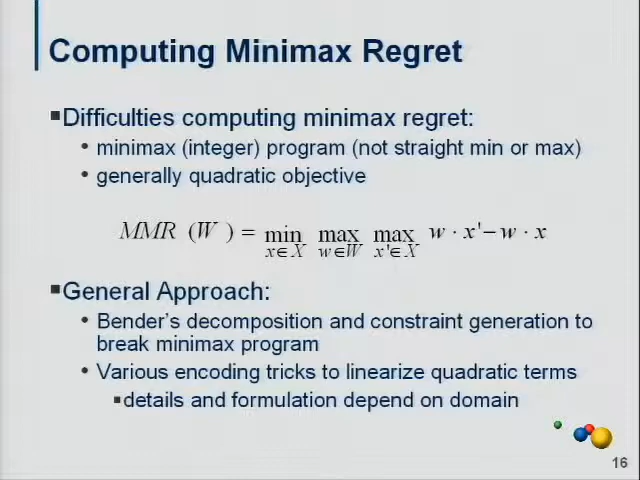 Computing Minimax Regret
▪Difficulties computing minimax regret:
• minimax (integer) program (not straight min or max)
• generally quadratic objective
MMR (W ) = min max max w · x' − w · x
x∈X w∈W x'∈X
▪General Approach:
• Bender's decomposition and constraint generation to
break minimax program
• Various encoding tricks to linearize quadratic terms
▪details and formulation depend on domain
16